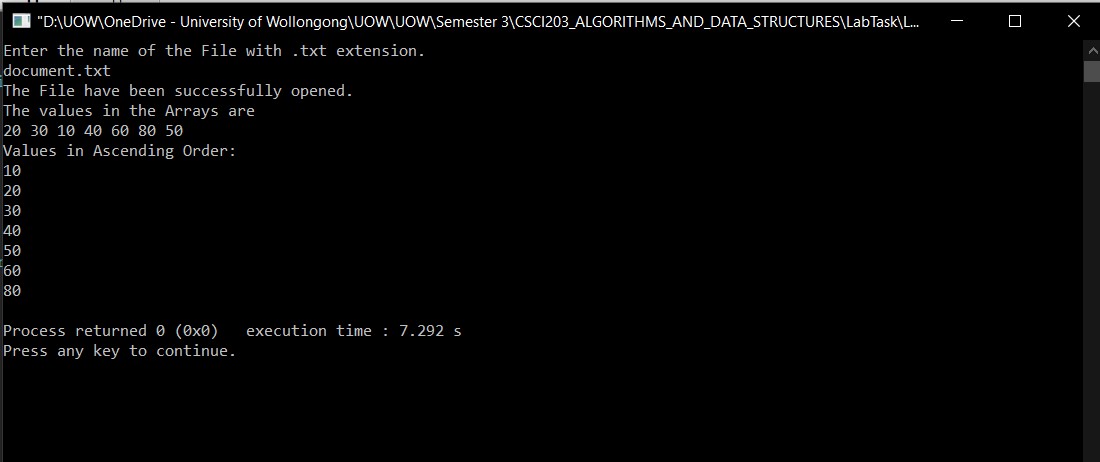 "D:\UOW\OneDrive - University of Wollongong\UOW\UOW\Semester 3\CSCI203_ALGORITHMS_AND_DATA_STRUCTURES\LabTask\L...
Enter the name of the File with .txt extension.
document.txt
The File have been successfully opened.
The values in the Arrays are
20 30 10 40 60 80 50
Values in Ascending Order:
10
20
30
40
50
60
80
Process returned 0 (0x0)   execution time : 7.292 s
Press any key to continue.